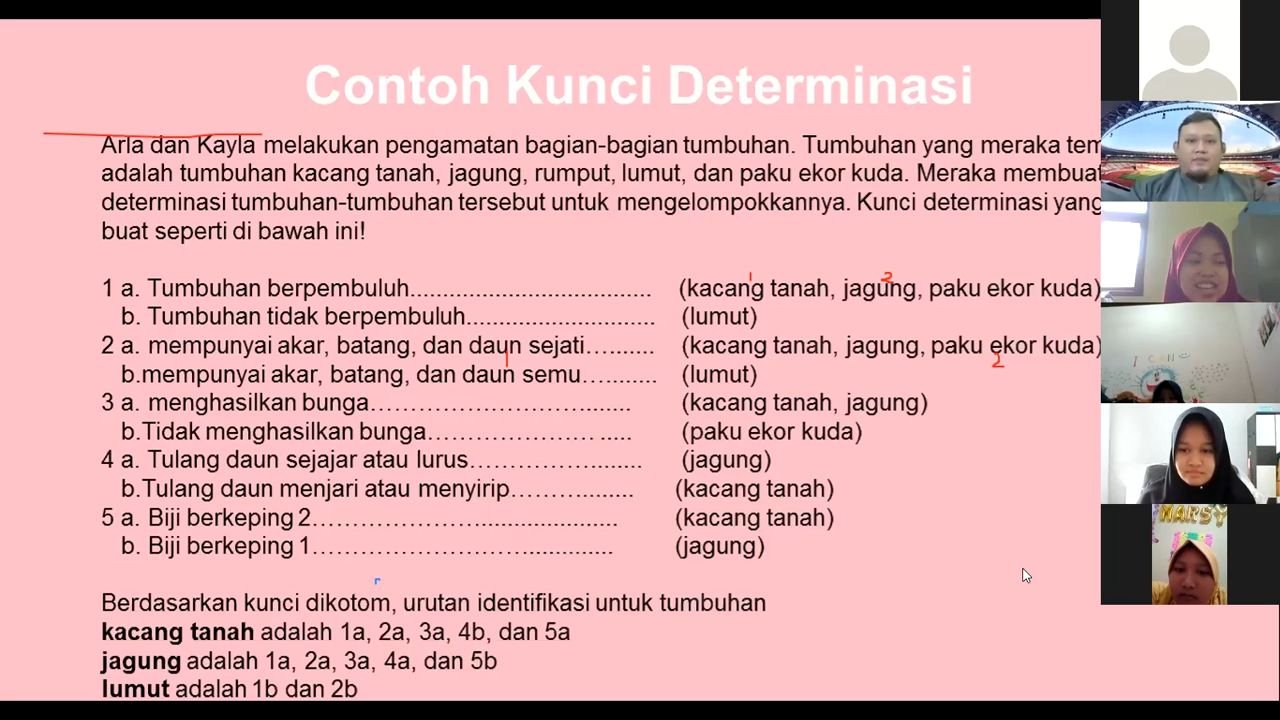 Contoh Kunci Determinasi
Arla dan Kayla melakukan pengamatan bagian-bagian tumbuhan. Tumbuhan yang meraka tem
adalah tumbuhan kacang tanah, jagung, rumput, lumut, dan paku ekor kuda. Meraka membuat
determinasi tumbuhan-tumbuhan tersebut untuk mengelompokkannya. Kunci determinasi yang
buat seperti di bawah ini!
1 a. Tumbuhan berpembuluh.................................. (kacang tanah, jagung, paku ekor kuda)
b. Tumbuhan tidak berpembuluh........................... (lumut)
2 a. mempunyai akar, batang, dan daun sejati…....... (kacang tanah, jagung, paku ekor kuda)
b.mempunyai akar, batang, dan daun semu…........ (lumut)
3 a. menghasilkan bunga……………………........ (kacang tanah, jagung)
b.Tidak menghasilkan bunga………………… ..... (paku ekor kuda)
4 a. Tulang daun sejajar atau lurus……………........ (jagung)
b.Tulang daun menjari atau menyirip……….......... (kacang tanah)
5 a. Biji berkeping 2……………………................ (kacang tanah)
b. Biji berkeping 1……………………............... (jagung)
Berdasarkan kunci dikotom, urutan identifikasi untuk tumbuhan
kacang tanah adalah 1a, 2a, 3a, 4b, dan 5a
jagung adalah 1a, 2a, 3a, 4a, dan 5b
lumut adalah 1b dan 2b
1 2
1 2
r
I CAN
MARSY